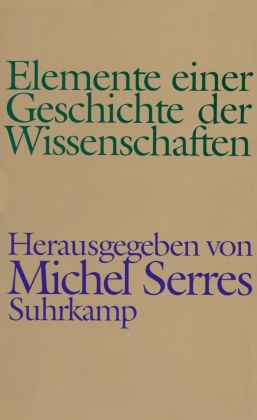 Elemente einer
Geschichte der
Wissenschaften
Herausgegeben von
Michel Serres
Suhrkamp